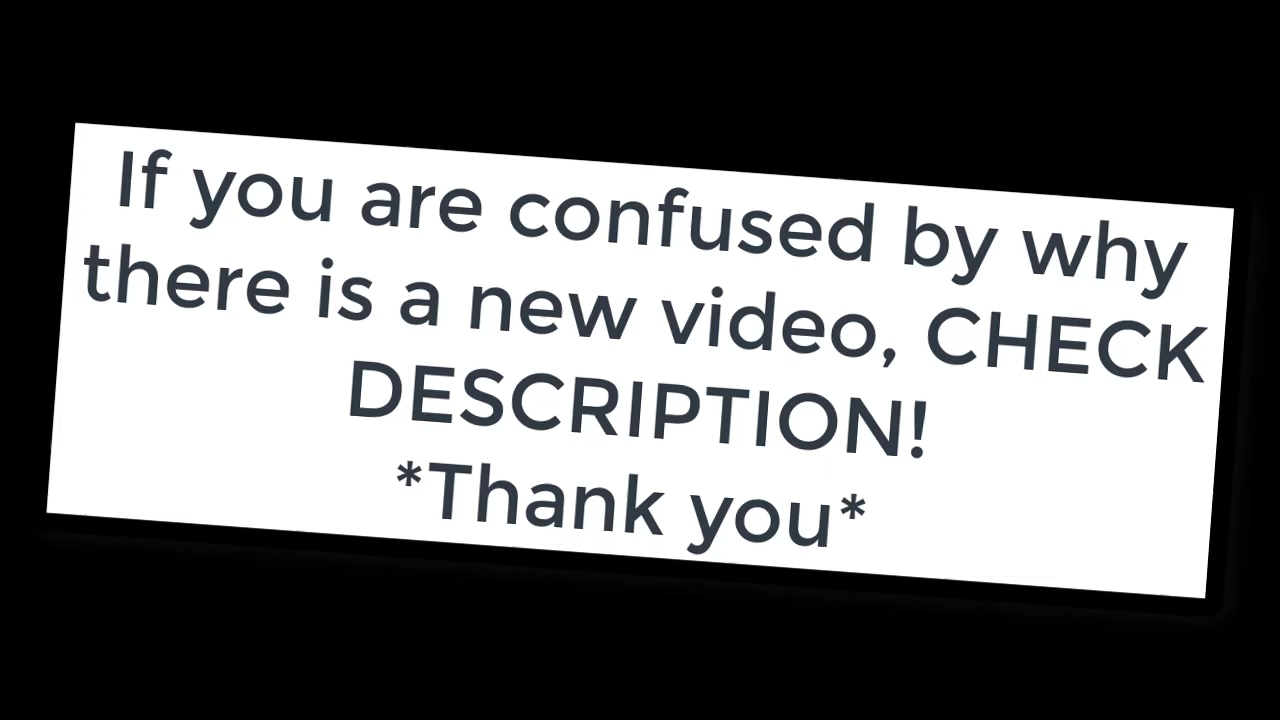 If you are confused by why
there is a new video, CHECK
DESCRIPTION!
*Thank you*